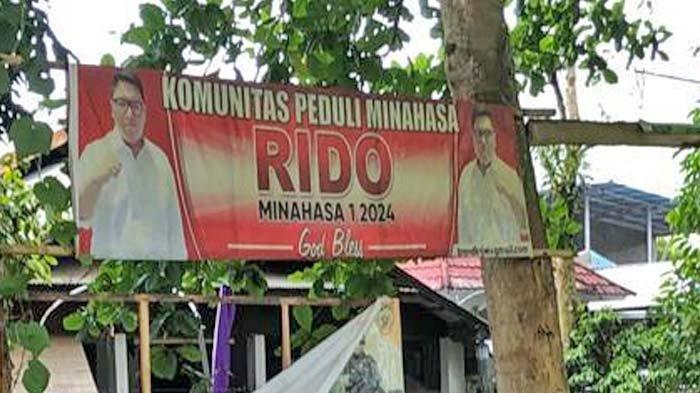 KOMUNITAS PEDULI MINAHASA
RIDO
MINAHASA 1 2024
God Bless